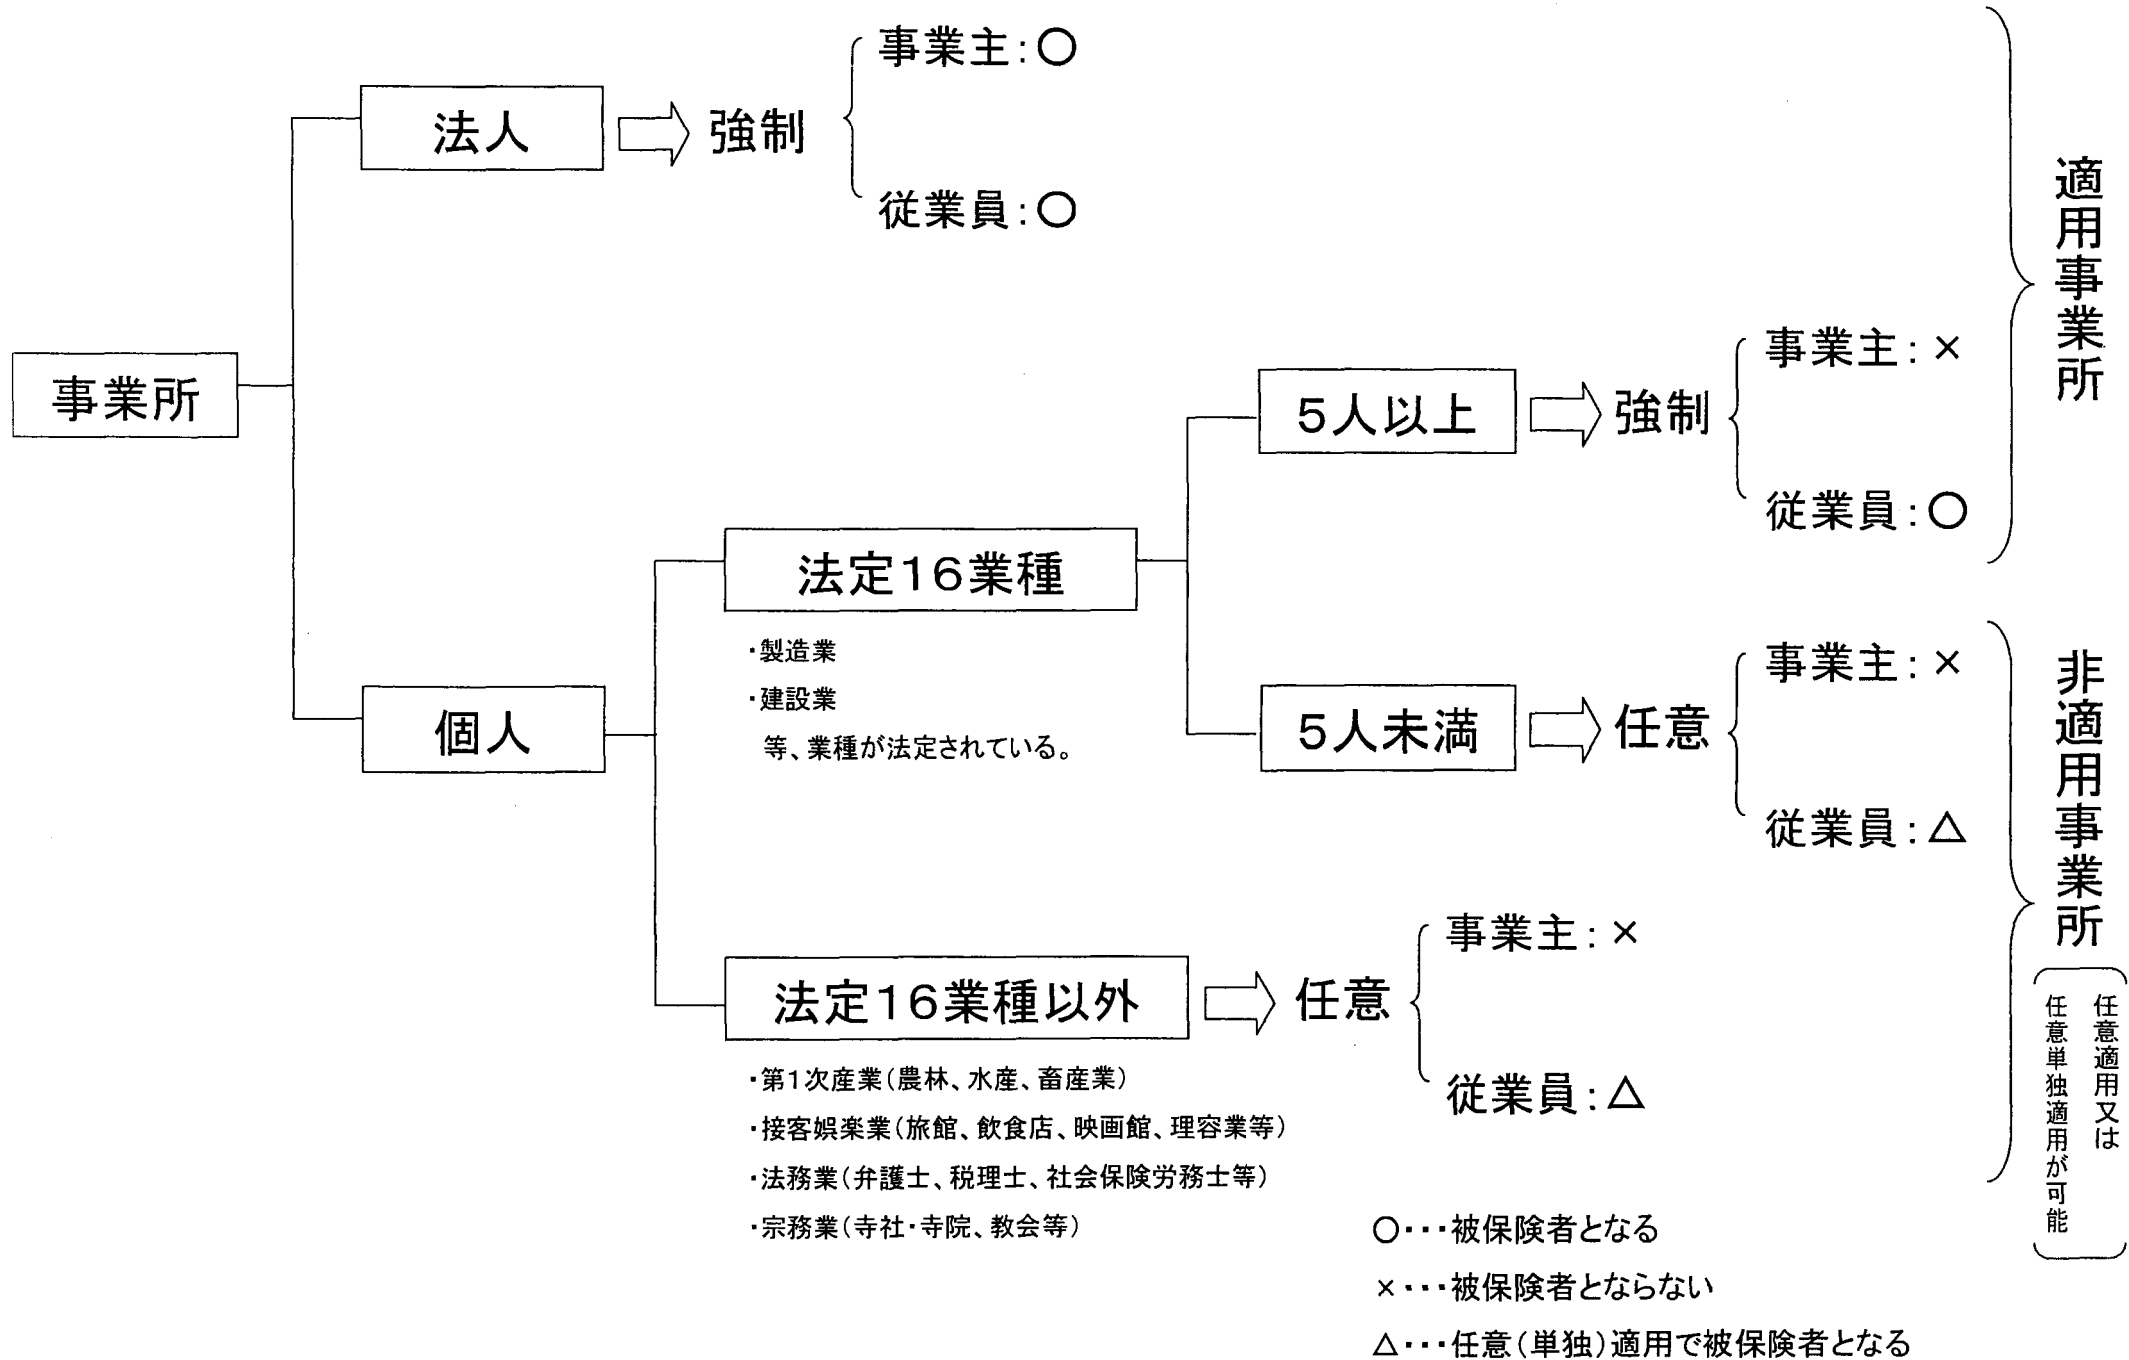 事業所
法人
強制
事業主：○
従業員：○
個人
法定16業種
・製造業
・建設業
等、業種が法定されている。
5人以上
強制
事業主：×
従業員：○
5人未満
任意
事業主：×
従業員：△
法定16業種以外
・第1次産業（農林、水産、畜産業）
・接客娯楽業（旅館、飲食店、映画館、理容業等）
・法務業（弁護士、税理士、社会保険労務士等）
・宗務業（寺社・寺院、教会等）
任意
事業主：×
従業員：△
適用事業所
非適用事業所
任意適用又は
任意単独適用が可能
○・・・被保険者となる
×・・・被保険者とならない
△・・・任意（単独）適用で被保険者となる